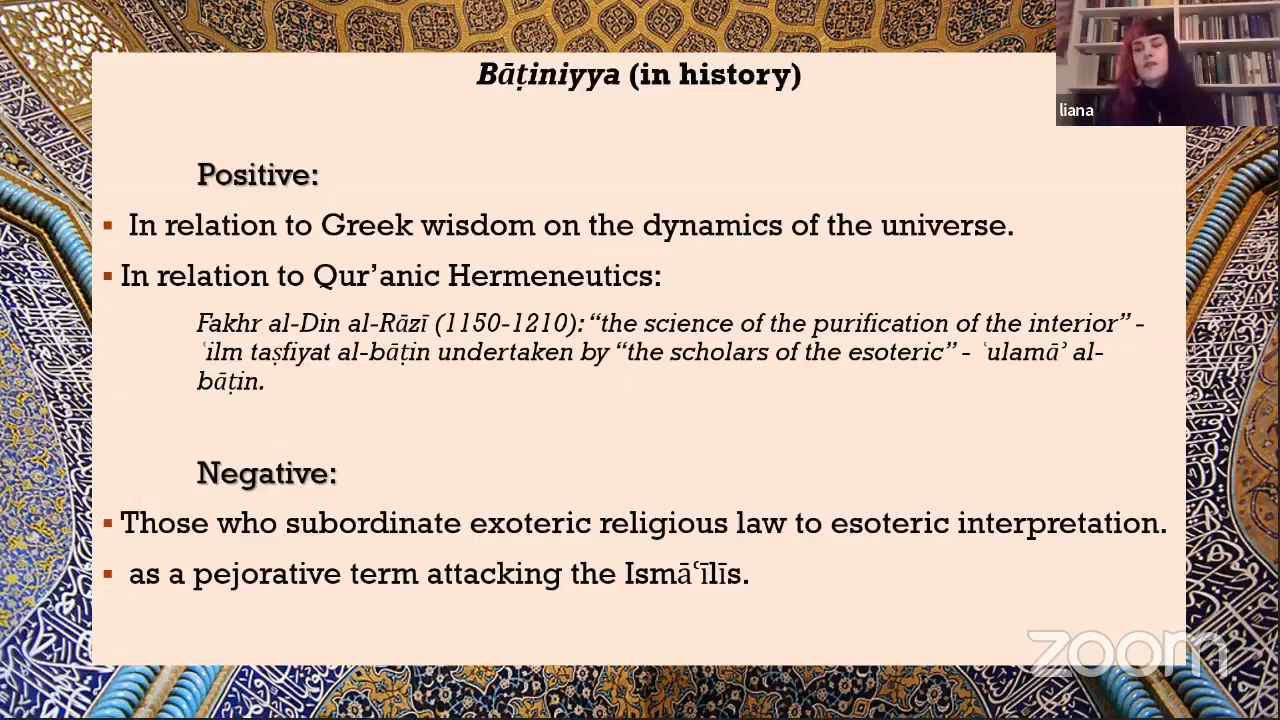 Bāṭiniyya (in history)
liana
Positive:
▪ In relation to Greek wisdom on the dynamics of the universe.
▪ In relation to Qur’anic Hermeneutics:
Fakhr al-Din al-Rāzī (1150-1210): “the science of the purification of the interior” -
ʿilm taṣfiyat al-bāṭin undertaken by “the scholars of the esoteric” - ʿulamāʾ al-
bāṭin.
Negative:
▪ Those who subordinate exoteric religious law to esoteric interpretation.
▪ as a pejorative term attacking the Ismāʿīlīs.
zoom